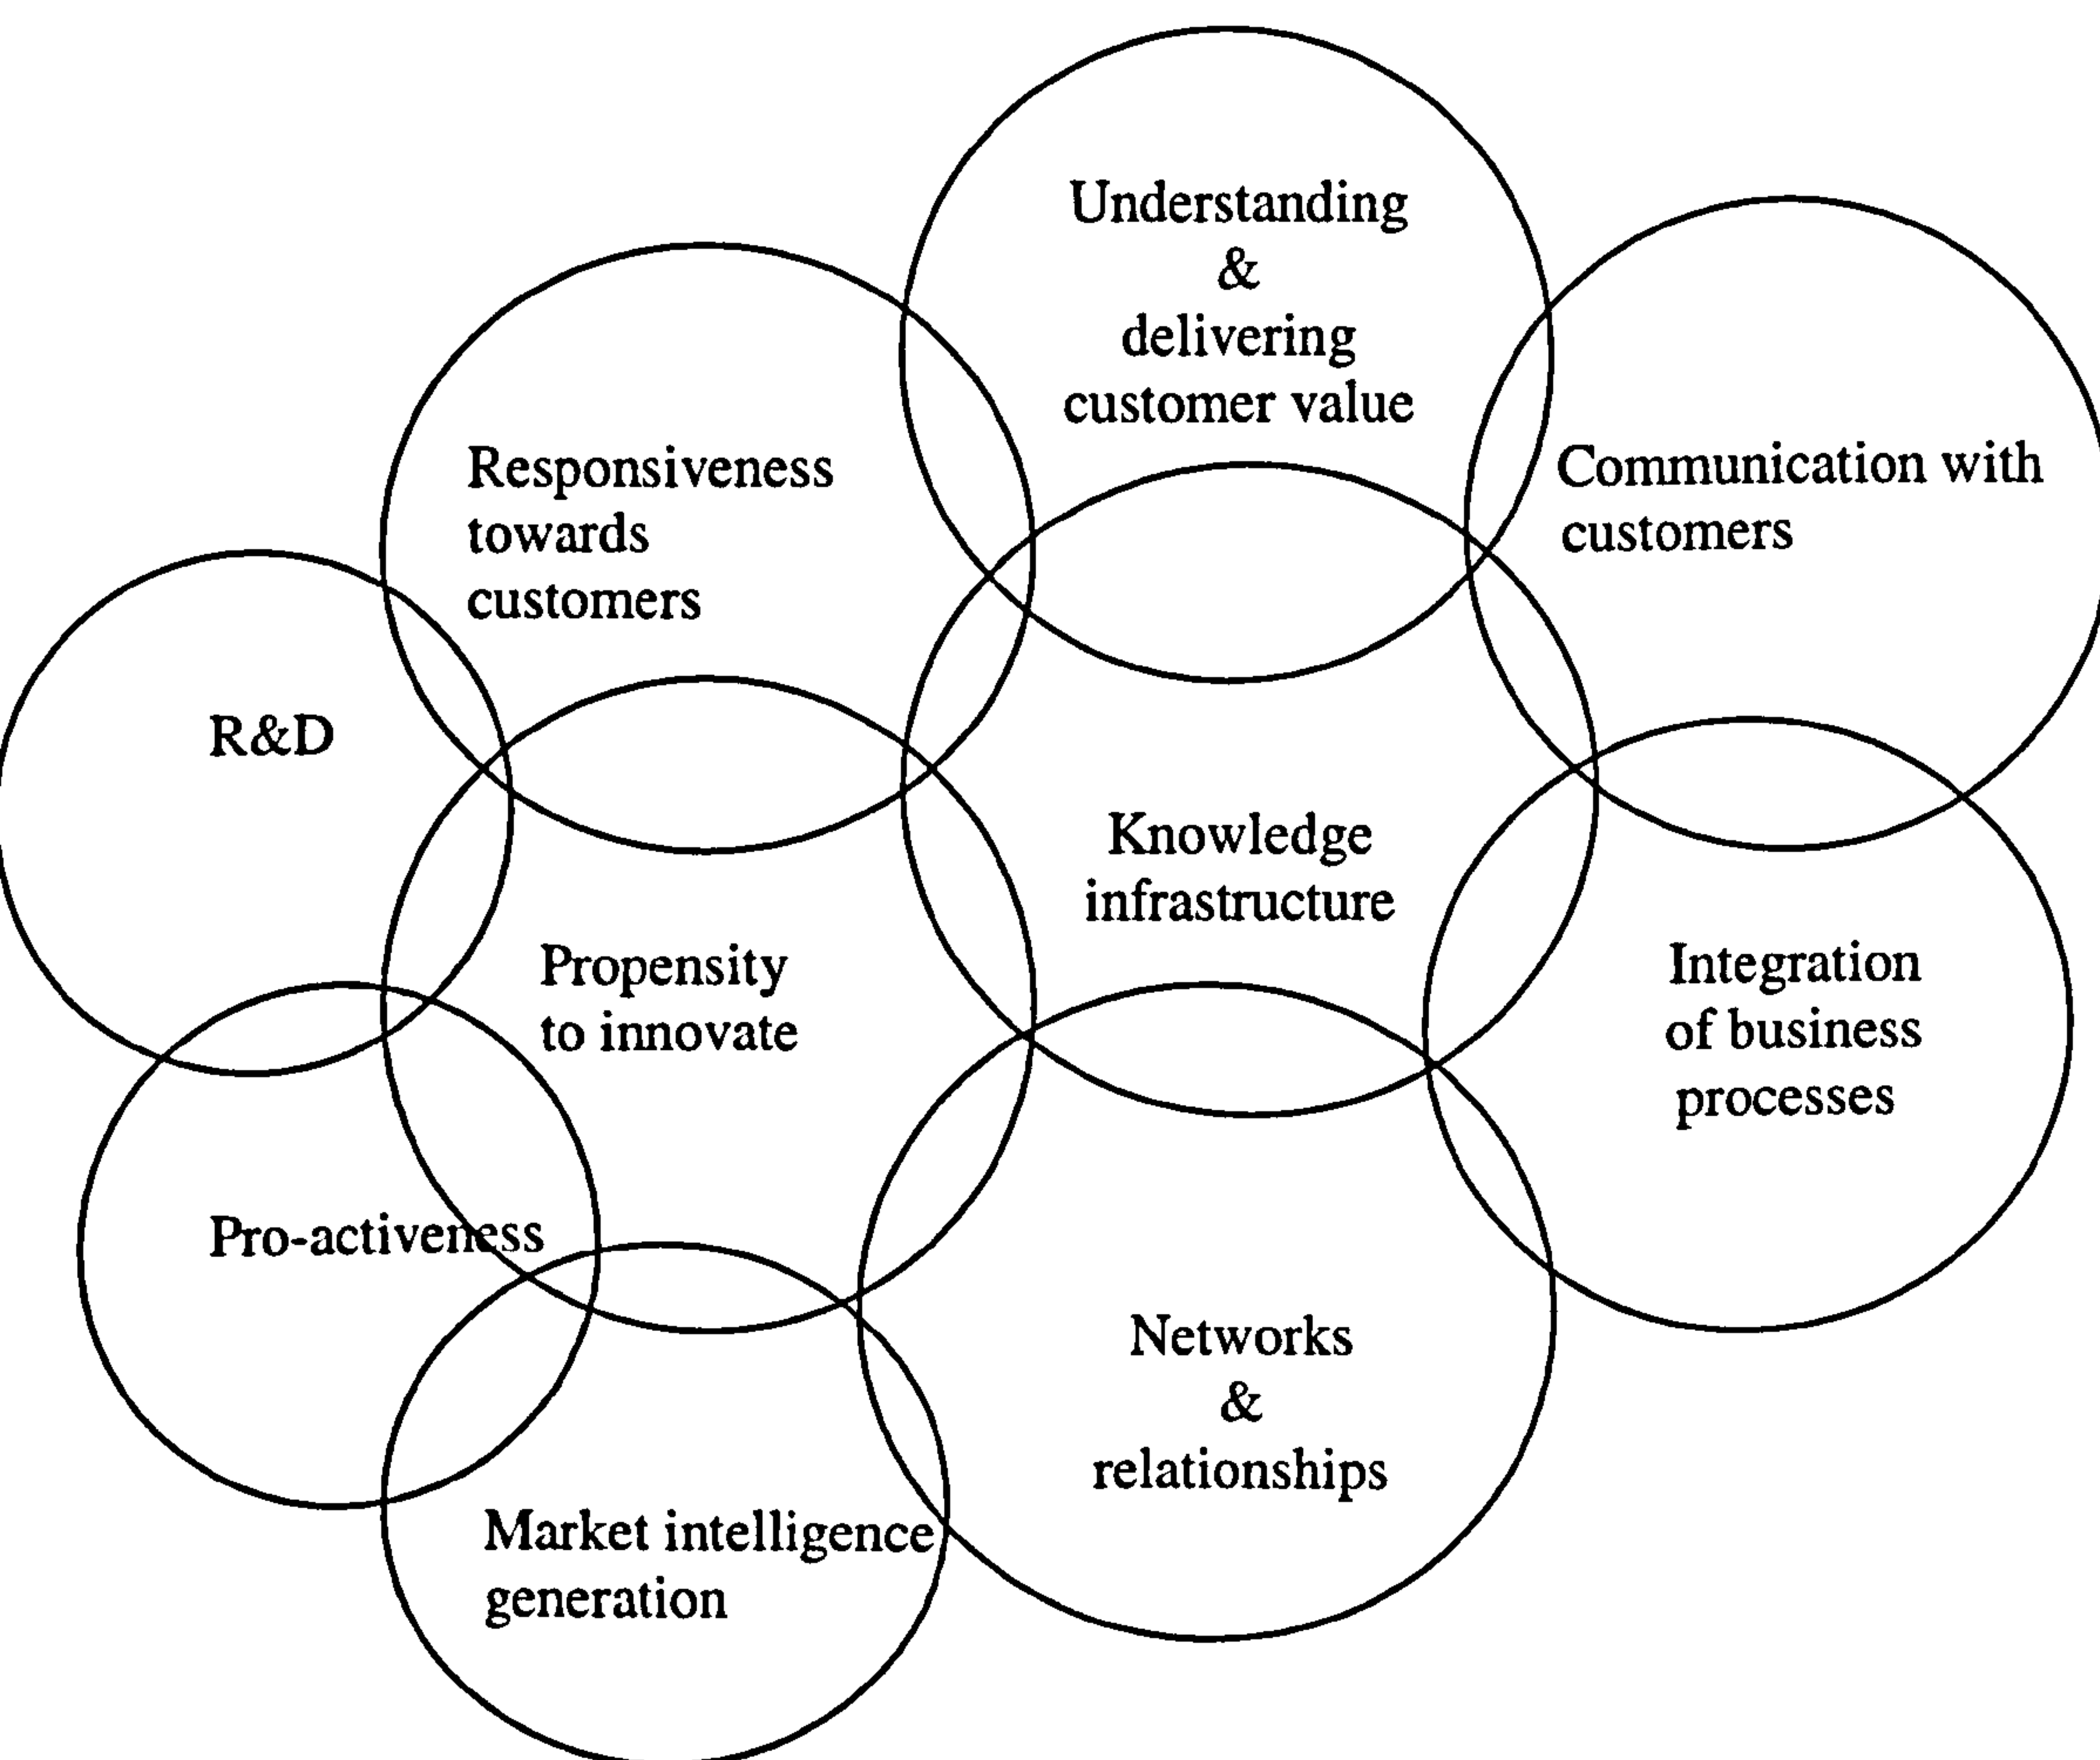 Understanding
&
delivering
customer value
Responsiveness
towards
customers
Communication with
customers
R&D
Knowledge
infrastructure
Propensity
to innovate
Integration
of business
processes
Pro-activeness
Networks
&
relationships
Market intelligence
generation